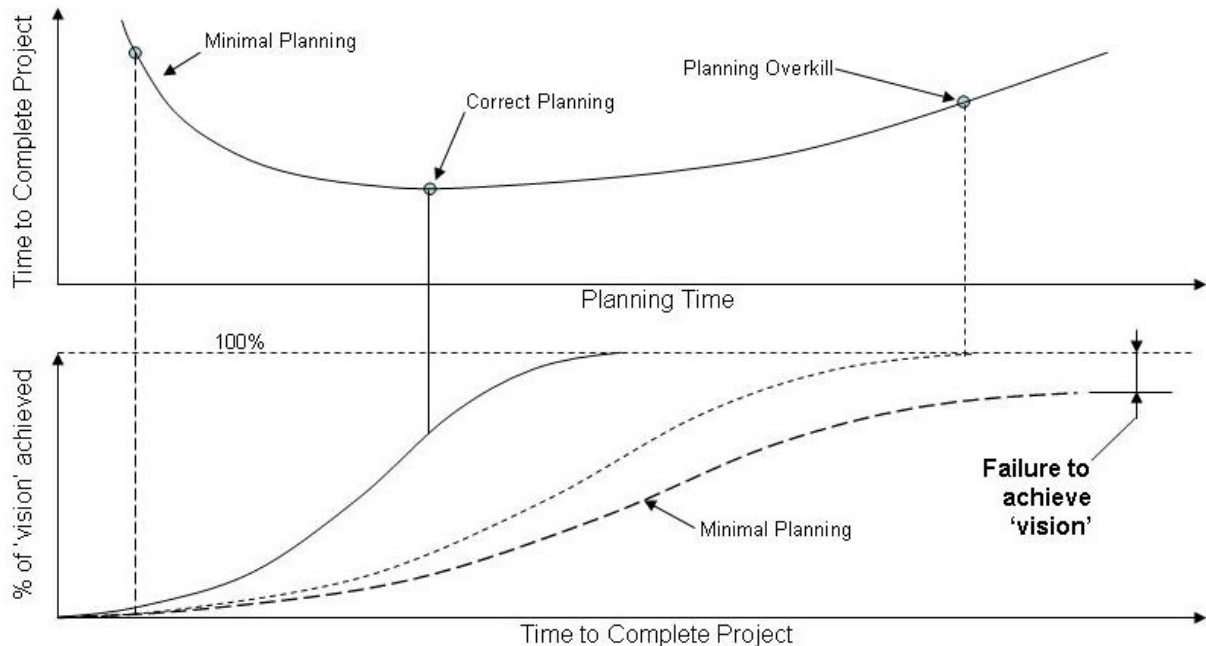 Time to Complete Project
Minimal Planning
Correct Planning
Planning Overkill
Planning Time
% of 'vision' achieved
100%
Minimal Planning
Failure to
achieve
‘vision’
Time to Complete Project